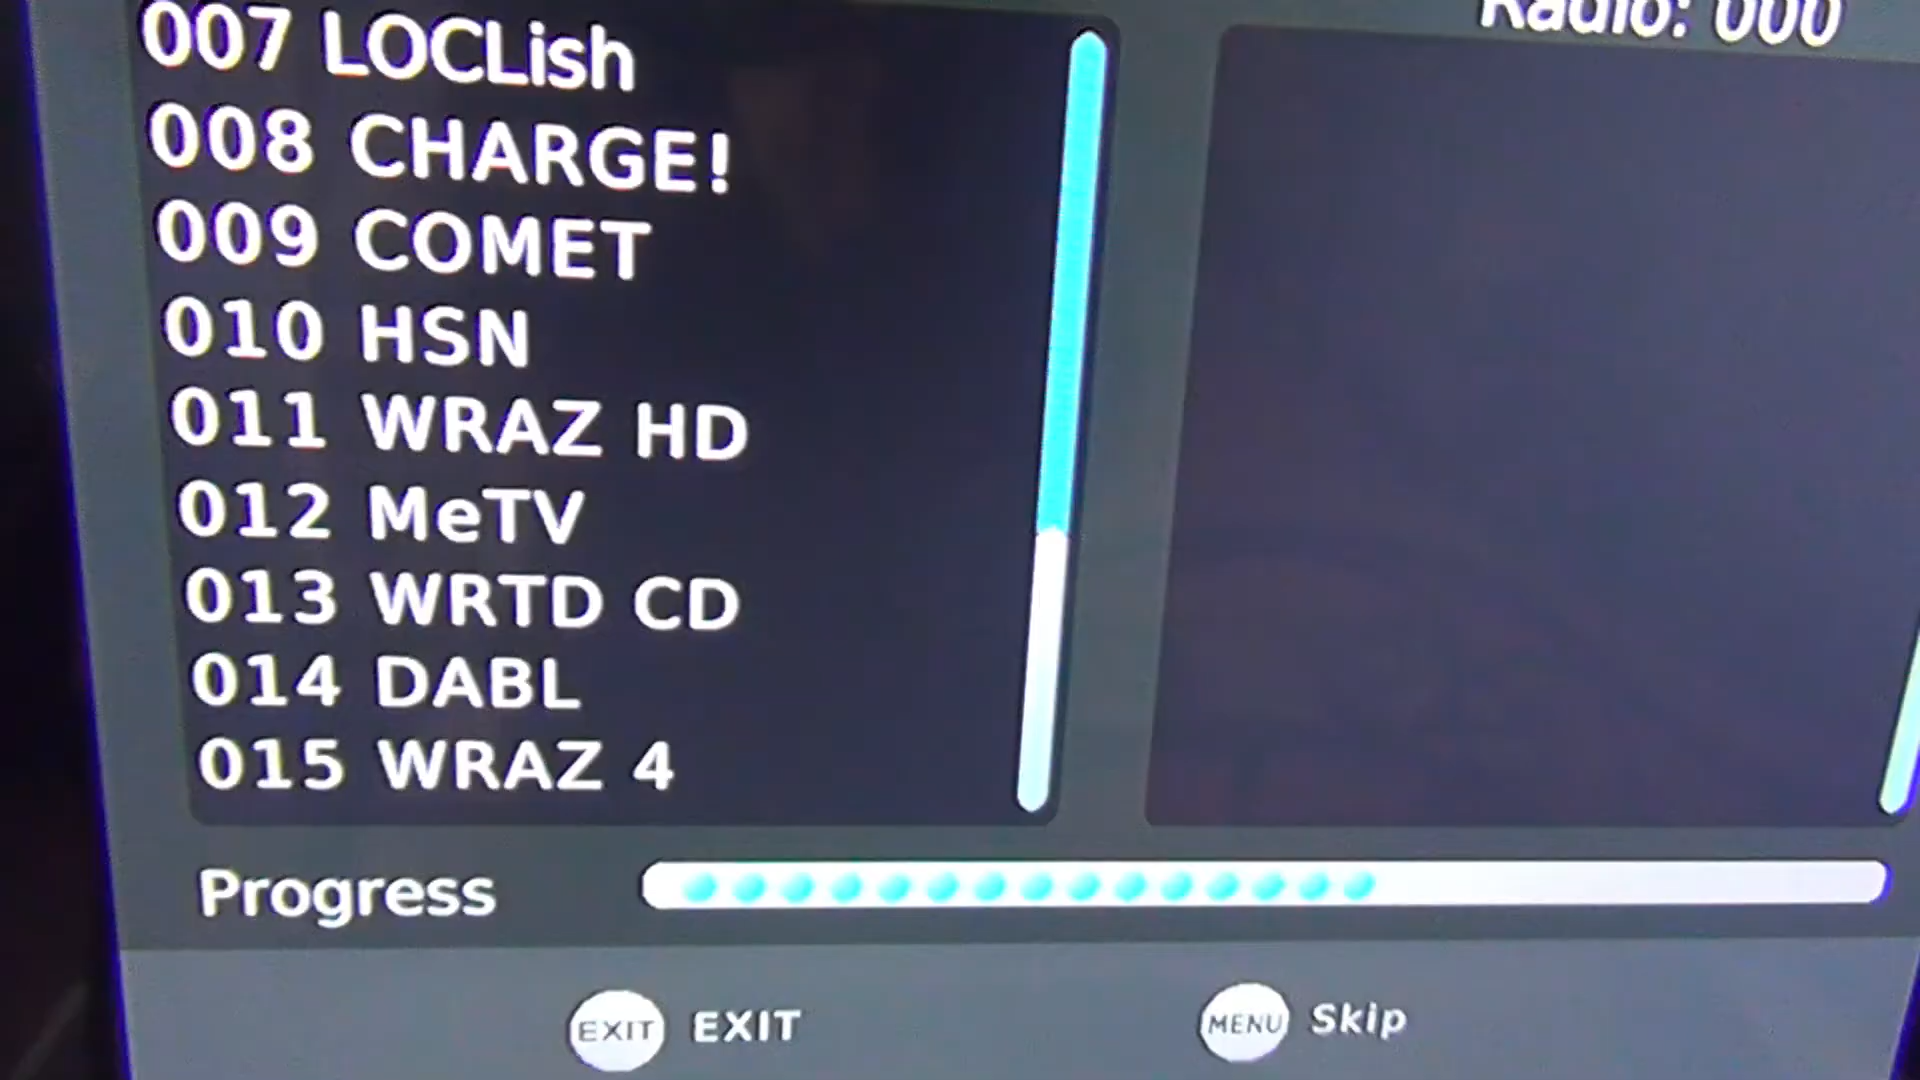 Radio: 000
007 LOCLish
008 CHARGE!
009 COMET
010 HSN
011 WRAZ HD
012 MeTV
013 WRTD CD
014 DABL
015 WRAZ 4
Progress
EXIT EXIT
MENU Skip